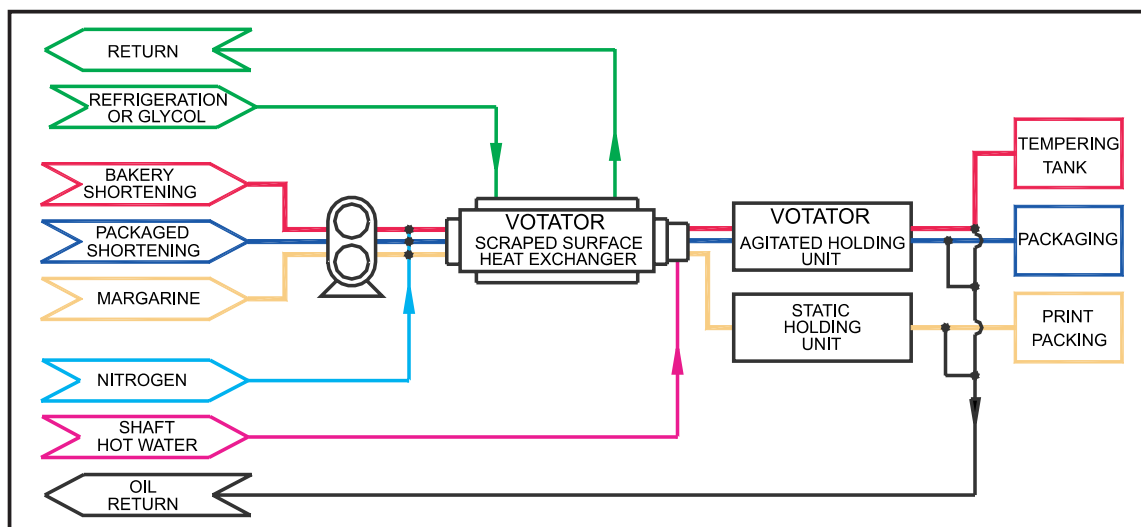 RETURN
REFRIGERATION
OR GLYCOL
BAKERY
SHORTENING
PACKAGED
SHORTENING
MARGARINE
NITROGEN
SHAFT
HOT WATER
OIL
RETURN
VOTATOR
SCRAPED SURFACE
HEAT EXCHANGER
VOTATOR
AGITATED HOLDING
UNIT
STATIC
HOLDING
UNIT
TEMPERING
TANK
PACKAGING
PRINT
PACKING